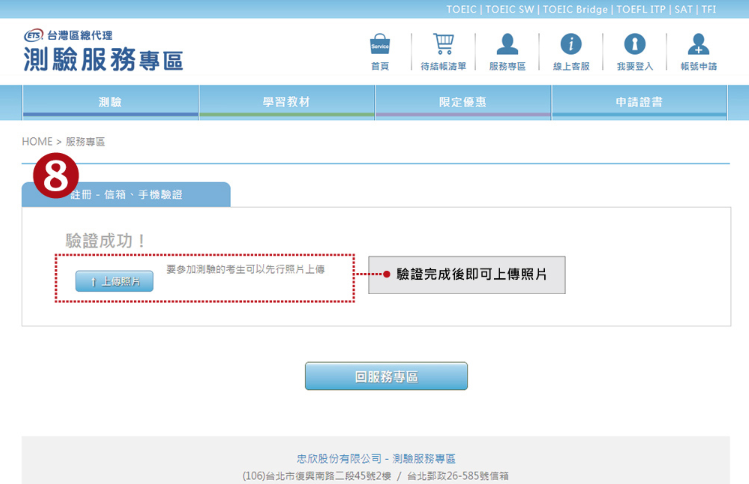 TOEIC | TOEIC SW | TOEIC Bridge | TOEFL ITP | SAT | TFI
ETS 台灣區總代理
測驗服務專區
Service
首頁
待結帳清單
服務專區
線上客服
我要登入
帳號申請
測驗
學習教材
限定優惠
申請證書
HOME > 服務專區
8
註冊 - 信箱、手機驗證
驗證成功！
↑ 上傳照片
要參加測驗的考生可以先行照片上傳
驗證完成後即可上傳照片
回服務專區
忠欣股份有限公司 - 測驗服務專區
(106)台北市復興南路二段45號2樓 / 台北郵政26-585號信箱